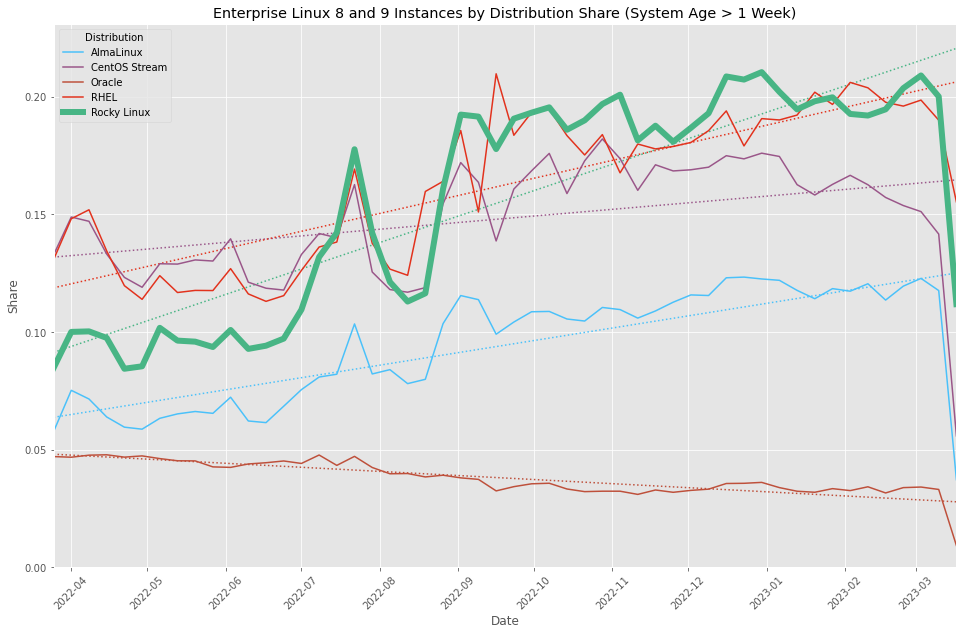 Enterprise Linux 8 and 9 Instances by Distribution Share (System Age > 1 Week)
Distribution
AlmaLinux
CentOS Stream
Oracle
RHEL
Rocky Linux
0.20
0.15
0.10
0.05
0.00
Share
2022-04
2022-05
2022-06
2022-07
2022-08
2022-09
2022-10
2022-11
2022-12
2023-01
2023-02
2023-03
Date